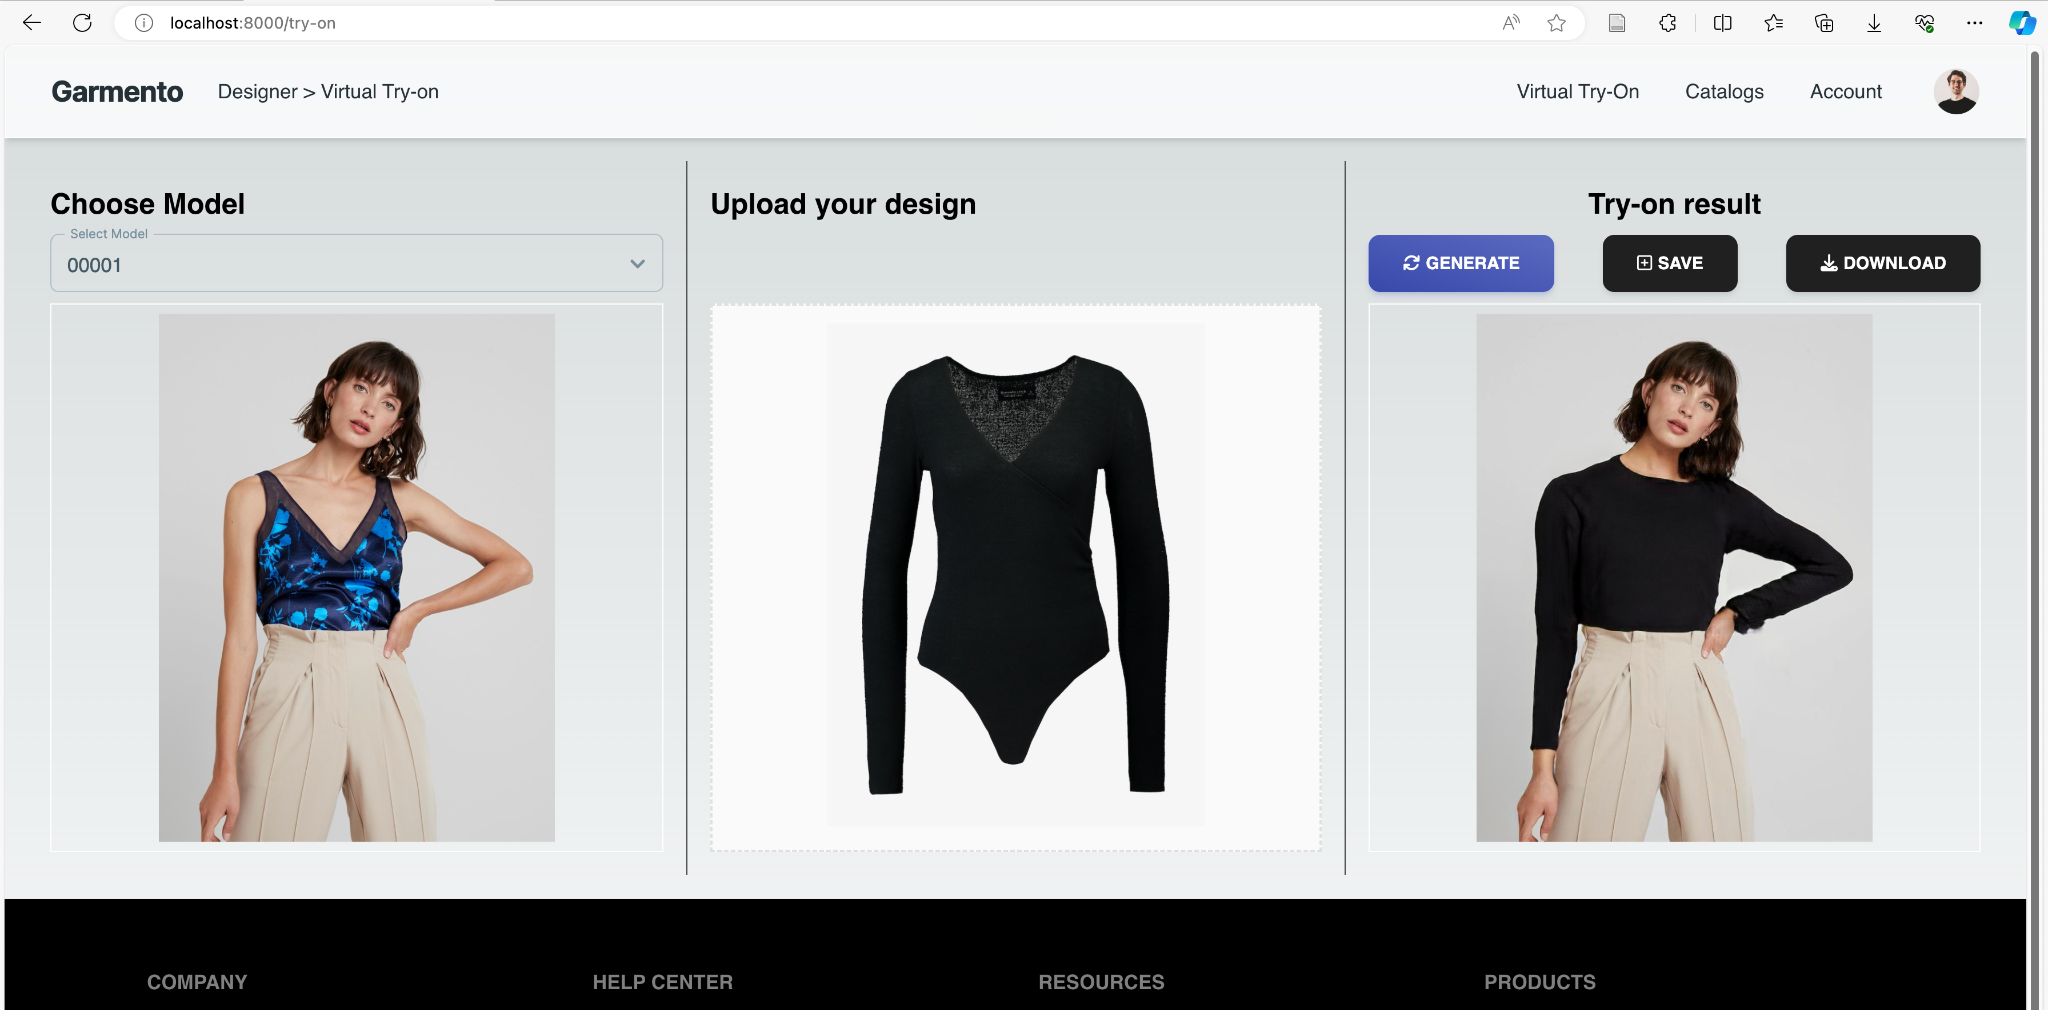 localhost:8000/try-on
Garmento
Designer > Virtual Try-on
Virtual Try-On
Catalogs
Account
Choose Model
Select Model
00001
Upload your design
Try-on result
GENERATE
SAVE
DOWNLOAD
COMPANY
HELP CENTER
RESOURCES
PRODUCTS